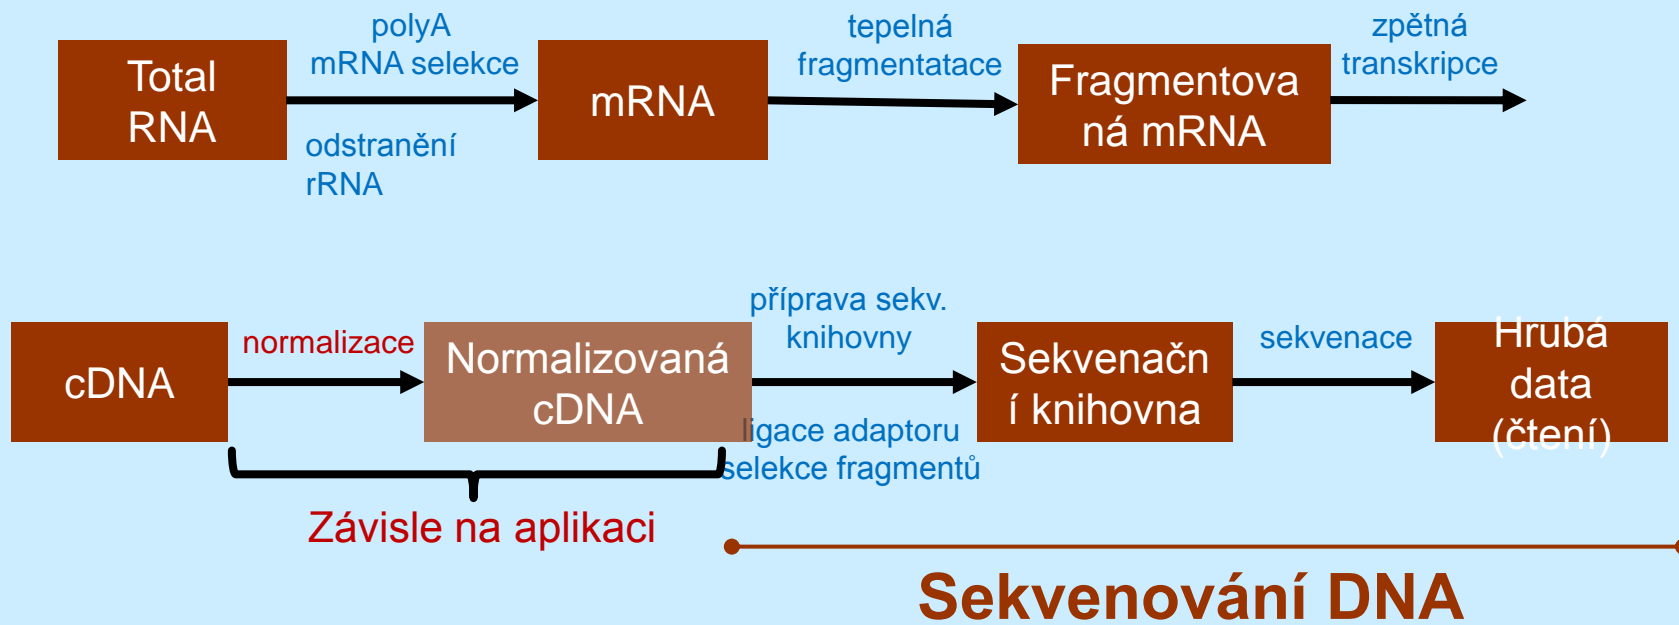 Total
RNA
polyA
mRNA selekce
odstranění
rRNA
mRNA
tepelná
fragmentatace
Fragmentova
ná mRNA
zpětná
transkripce
cDNA
normalizace
Normalizovaná
cDNA
příprava sekv.
knihovny
ligace adaptoru
selekce fragmentů
Sekvenačn
í knihovna
sekvenace
Hrubá
data
(čtení)
Závisle na aplikaci
Sekvenování DNA